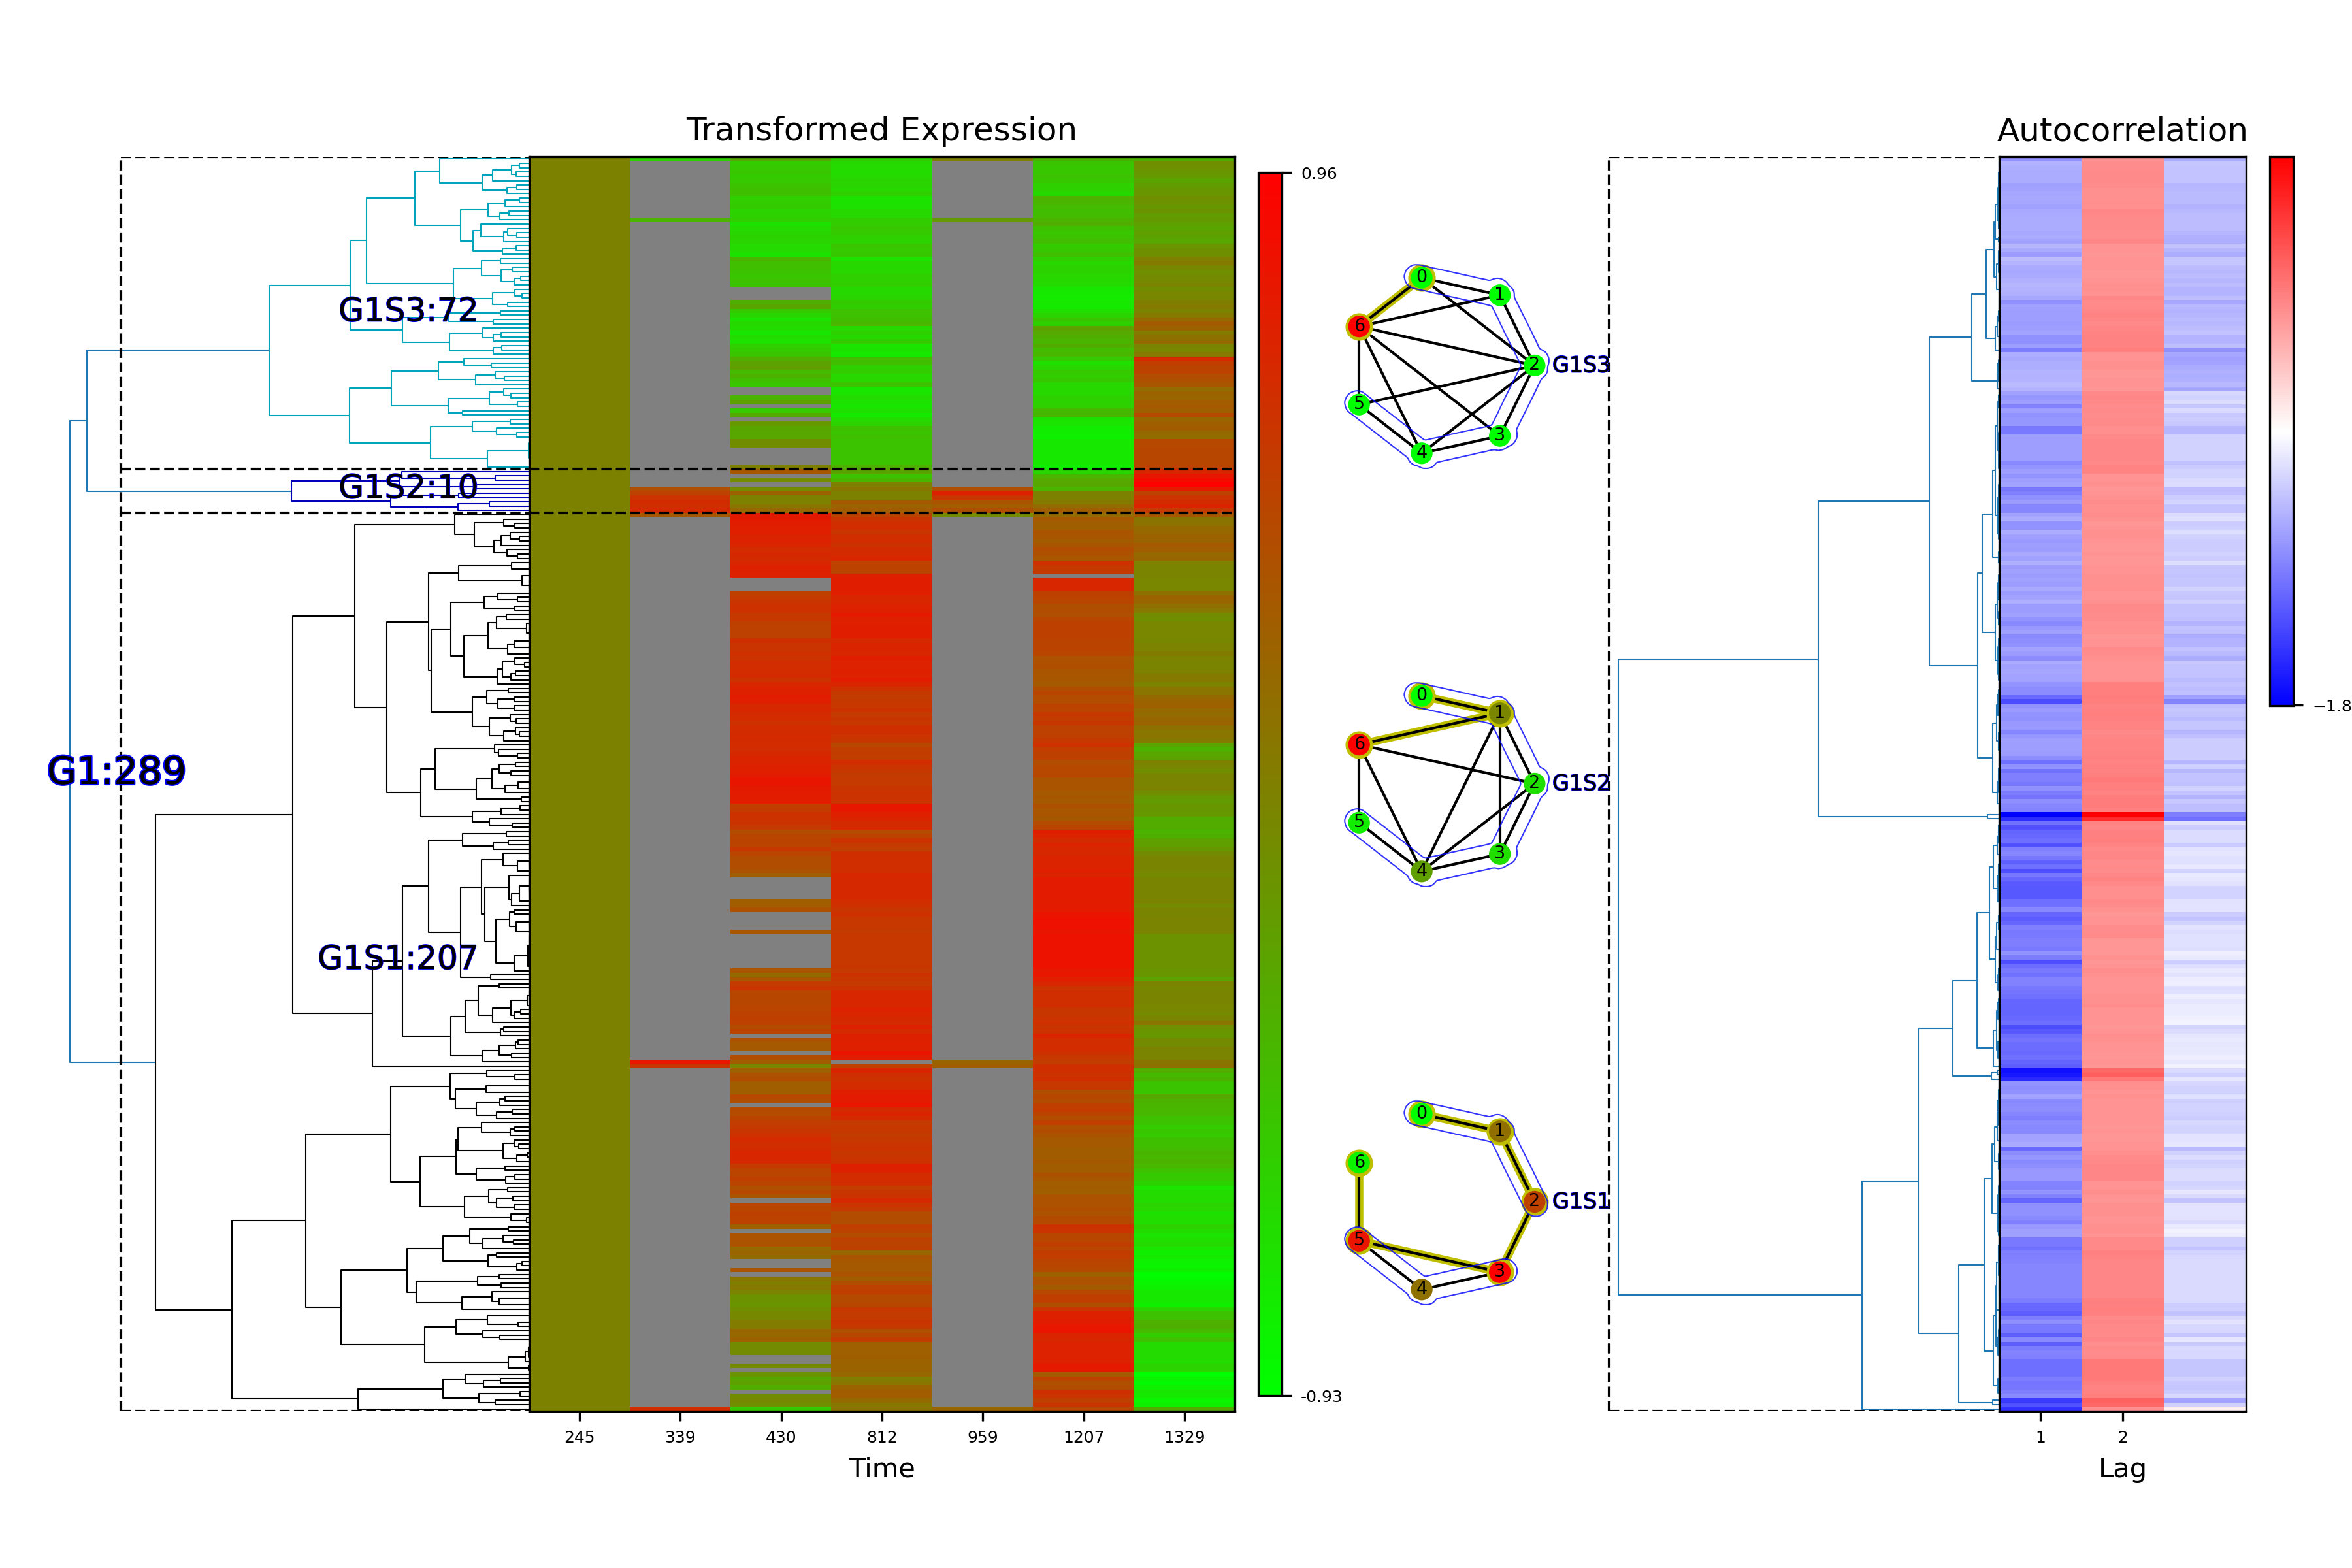 Transformed Expression
Autocorrelation
0.96
G1S3:72
G1S2:10
G1:289
G1S1:207
-0.93
245 339 430 812 959 1207 1329
Time
0
1
6
2 G1S3
5
3
4
0
1
6
2 G1S2
5
3
4
0
1
6
2 G1S1
5
3
4
−1.8
1 2
Lag